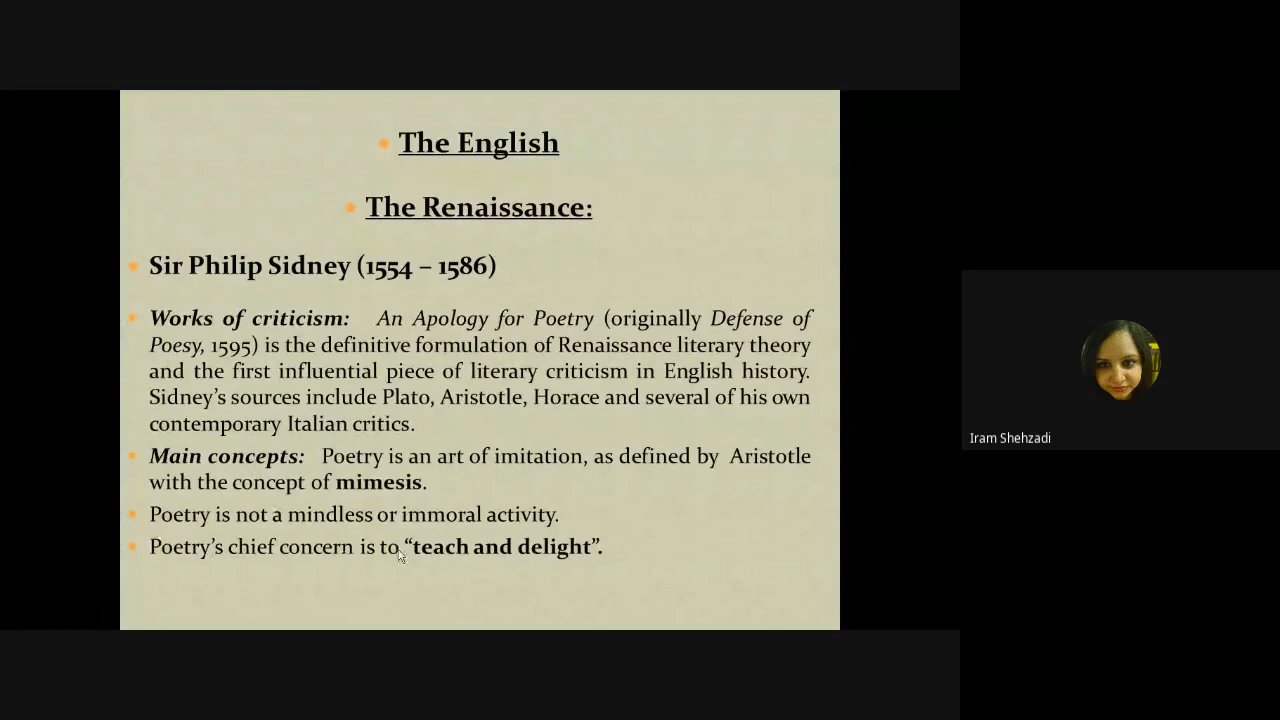 The English
The Renaissance:
Sir Philip Sidney (1554 – 1586)
Works of criticism: An Apology for Poetry (originally Defense of
Poesy, 1595) is the definitive formulation of Renaissance literary theory
and the first influential piece of literary criticism in English history.
Sidney’s sources include Plato, Aristotle, Horace and several of his own
contemporary Italian critics.
Main concepts: Poetry is an art of imitation, as defined by Aristotle
with the concept of mimesis.
Poetry is not a mindless or immoral activity.
Poetry’s chief concern is to “teach and delight”.
Iram Shehzadi